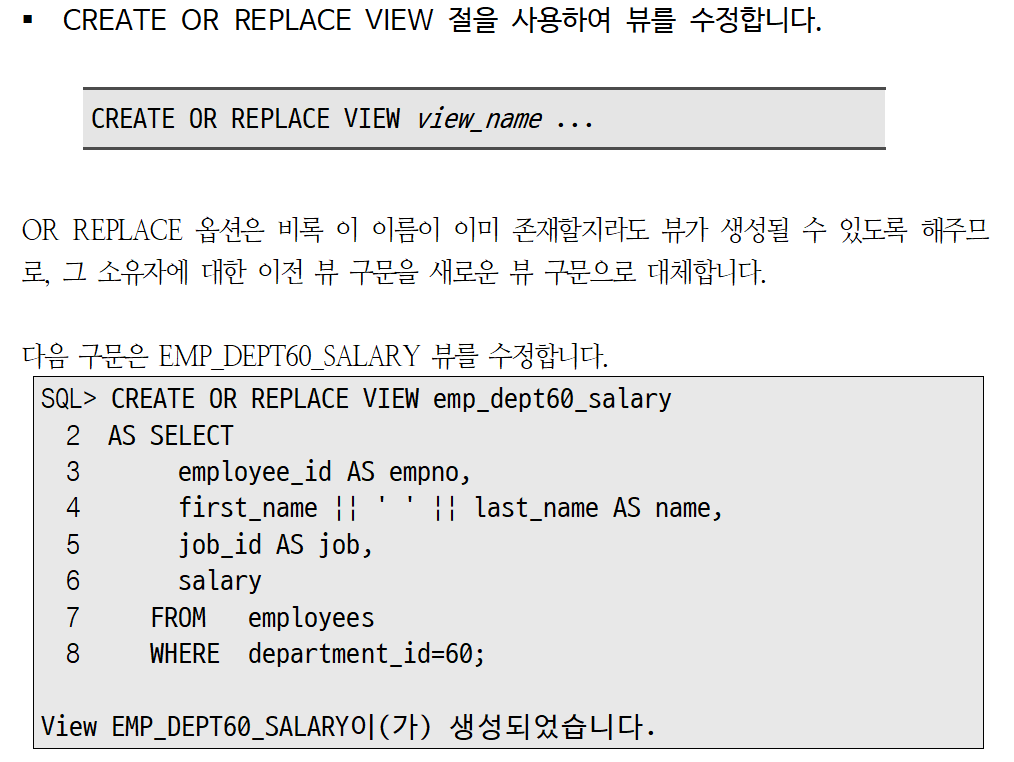 ▪ CREATE OR REPLACE VIEW 절을 사용하여 뷰를 수정합니다.
CREATE OR REPLACE VIEW view_name ...
OR REPLACE 옵션은 비록 이 이름이 이미 존재할지라도 뷰가 생성될 수 있도록 해주므
로, 그 소유자에 대한 이전 뷰 구문을 새로운 뷰 구문으로 대체합니다.
다음 구문은 EMP_DEPT60_SALARY 뷰를 수정합니다.
SQL> CREATE OR REPLACE VIEW emp_dept60_salary
2 AS SELECT
3 employee_id AS empno,
4 first_name || ' ' || last_name AS name,
5 job_id AS job,
6 salary
7 FROM employees
8 WHERE department_id=60;
View EMP_DEPT60_SALARY이(가) 생성되었습니다.